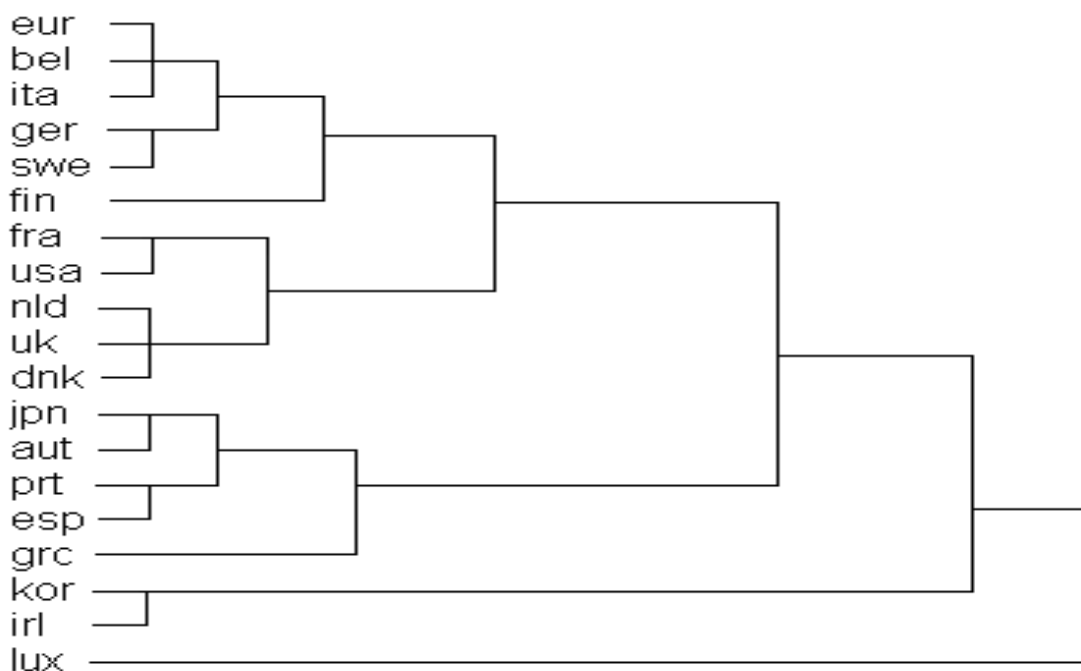 eur
bel
ita
ger
swe
fin
fra
usa
nld
uk
dnk
jpn
aut
prt
esp
grc
kor
irl
lux